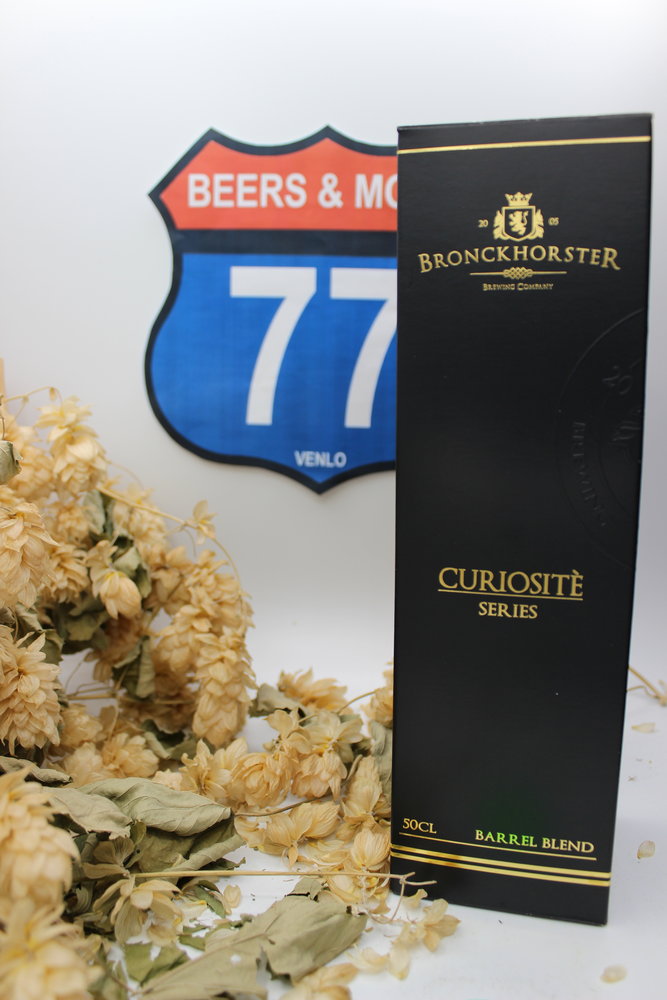 BEERS & MO
77
VENLO
20 05
BRONCKHORSTER
BREWING COMPANY
CURIOSITÈ
SERIES
50CL BARREL BLEND